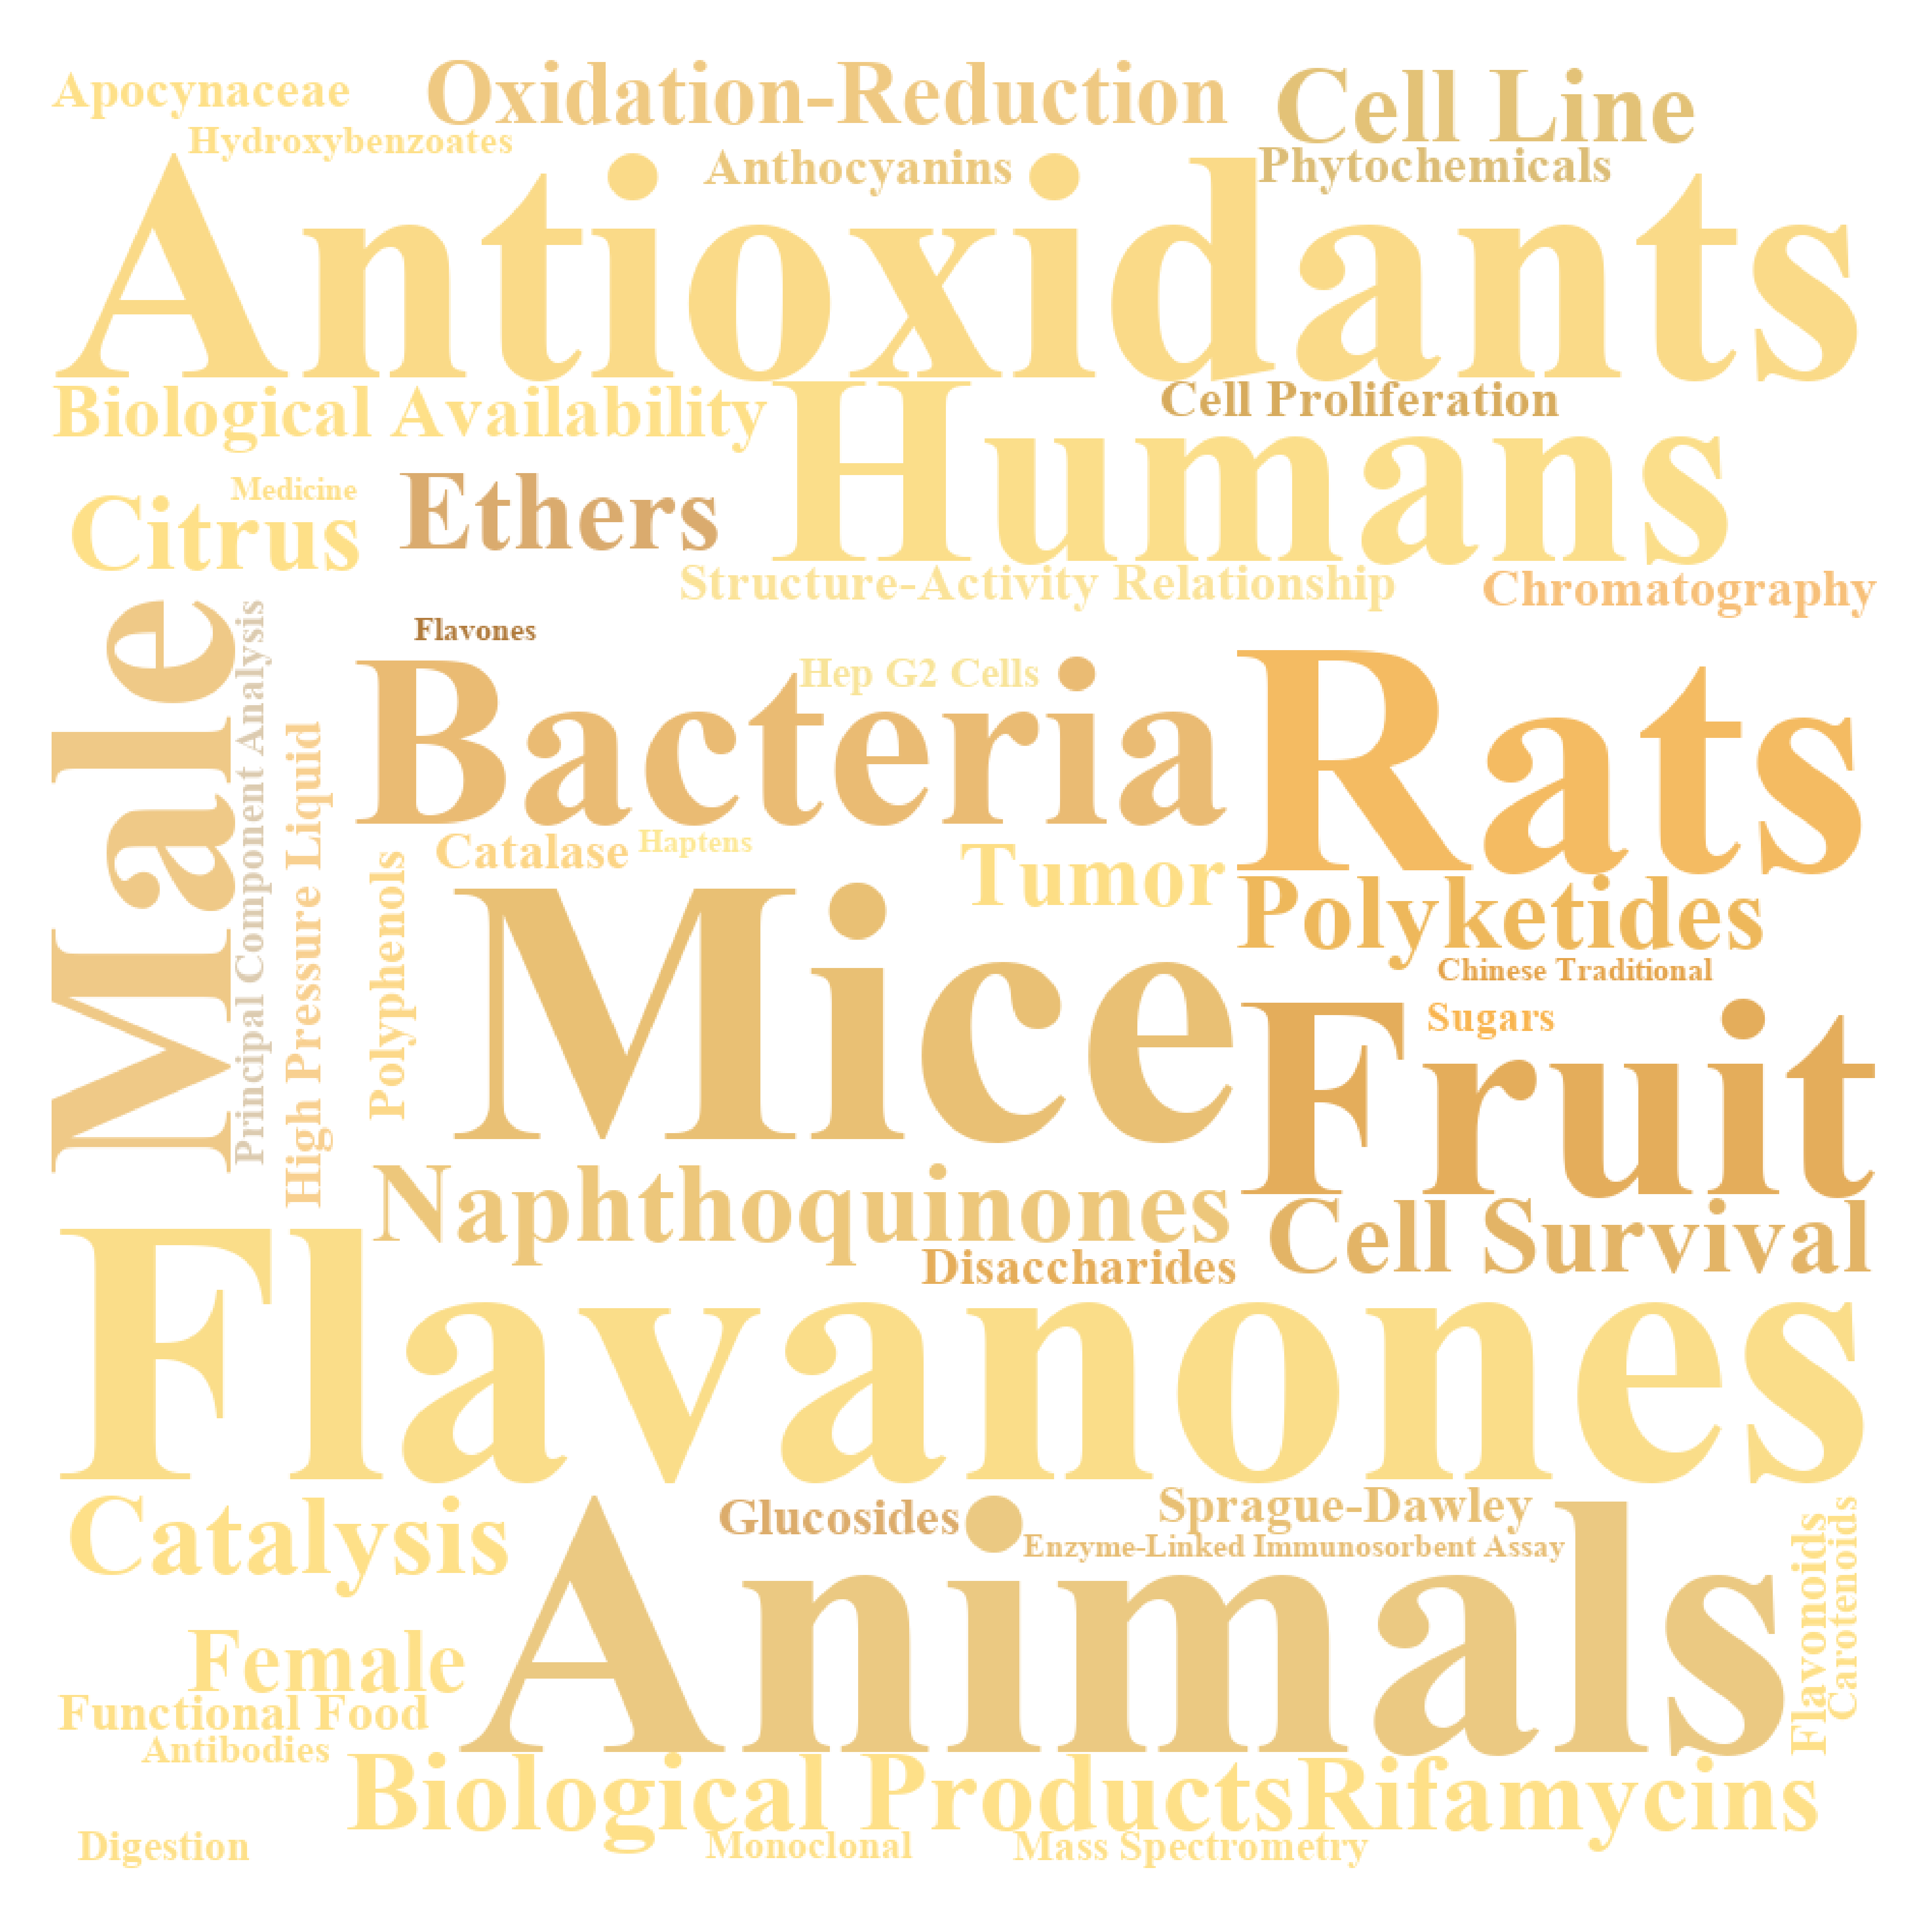 Apocynaceae
Oxidation-Reduction
Cell Line
Hydroxybenzoates
Anthocyanins
Phytochemicals
Antioxidants
Biological Availability
Cell Proliferation
Humans
Medicine
Citrus
Ethers
Structure-Activity Relationship
Chromatography
Male
Principal Component Analysis
High Pressure Liquid
Polyphenols
Flavones
Hep G2 Cells
Bacteria
Rats
Catalase
Haptens
Tumor
Polyketides
Chinese Traditional
Mice
Sugars
Fruit
Naphthoquinones
Cell Survival
Disaccharides
Flavanones
Catalysis
Glucosides
Sprague-Dawley
Enzyme-Linked Immunosorbent Assay
Animals
Flavonoids
Carotenoids
Female
Functional Food
Antibodies
Biological Products
Rifamycins
Digestion
Monoclonal
Mass Spectrometry